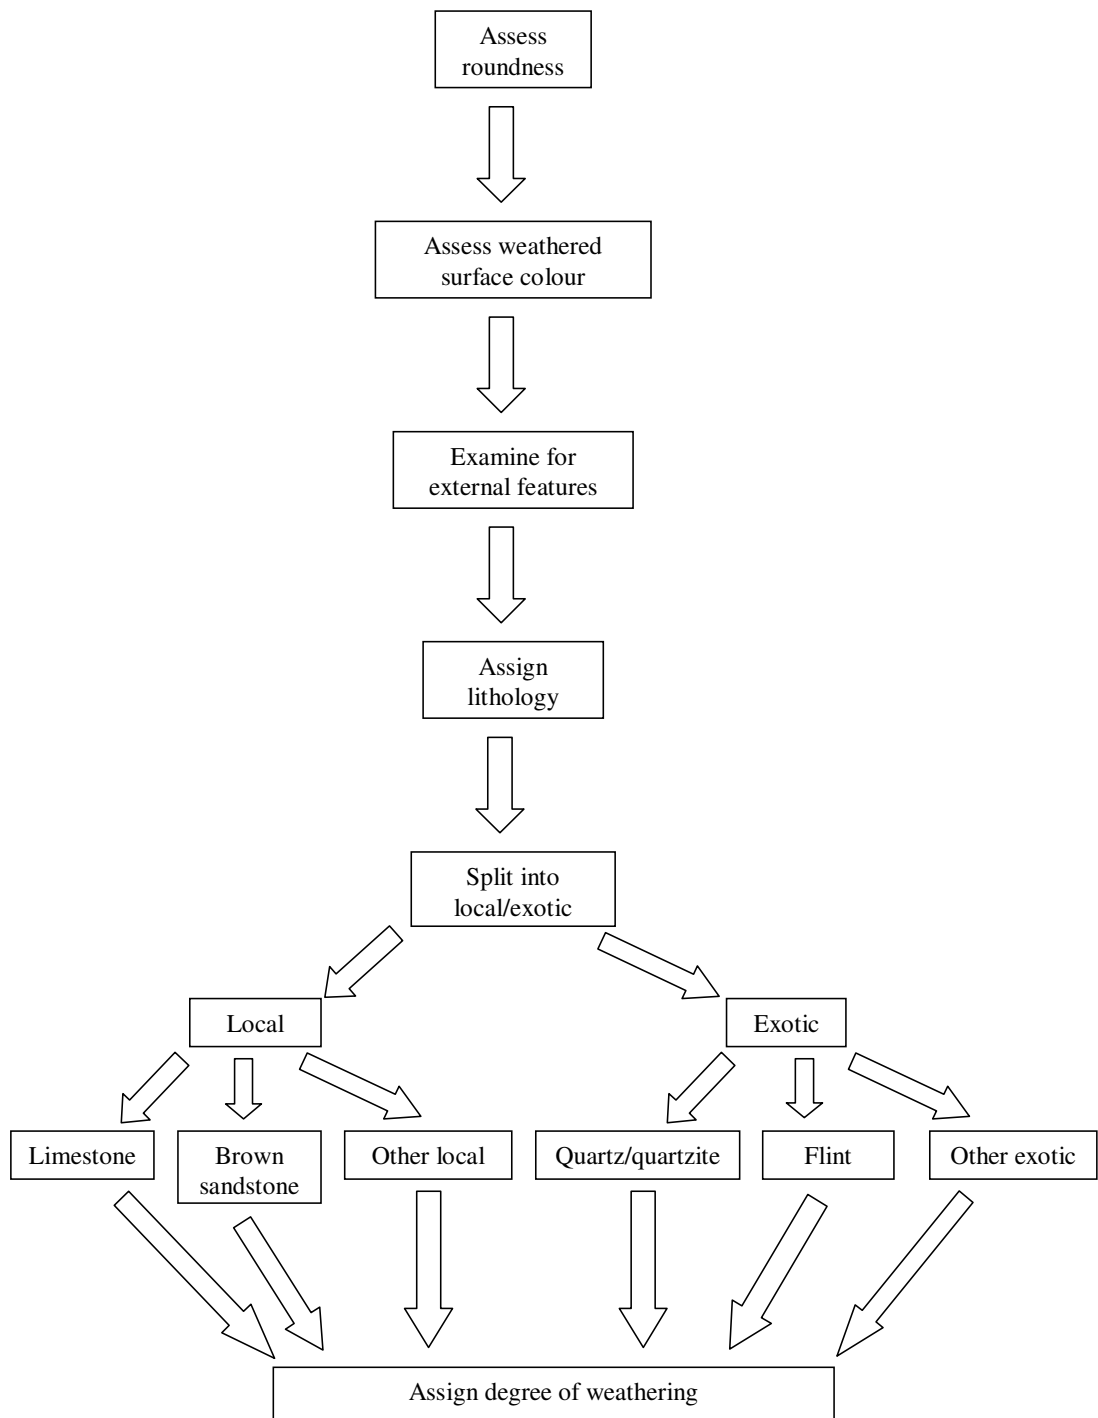 Assess
roundness
Assess weathered
surface colour
Examine for
external features
Assign
lithology
Split into
local/exotic
Local
Exotic
Limestone
Brown
sandstone
Other local
Quartz/quartzite
Flint
Other exotic
Assign degree of weathering